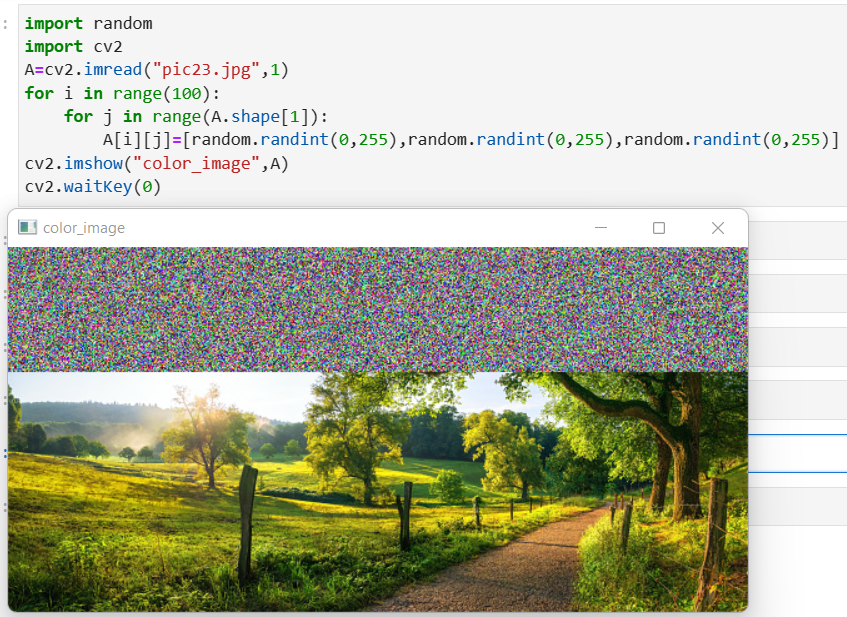 import random
import cv2
A=cv2.imread("pic23.jpg",1)
for i in range(100):
    for j in range(A.shape[1]):
        A[i][j]=[random.randint(0,255),random.randint(0,255),random.randint(0,255)]
cv2.imshow("color_image",A)
cv2.waitKey(0)
color_image